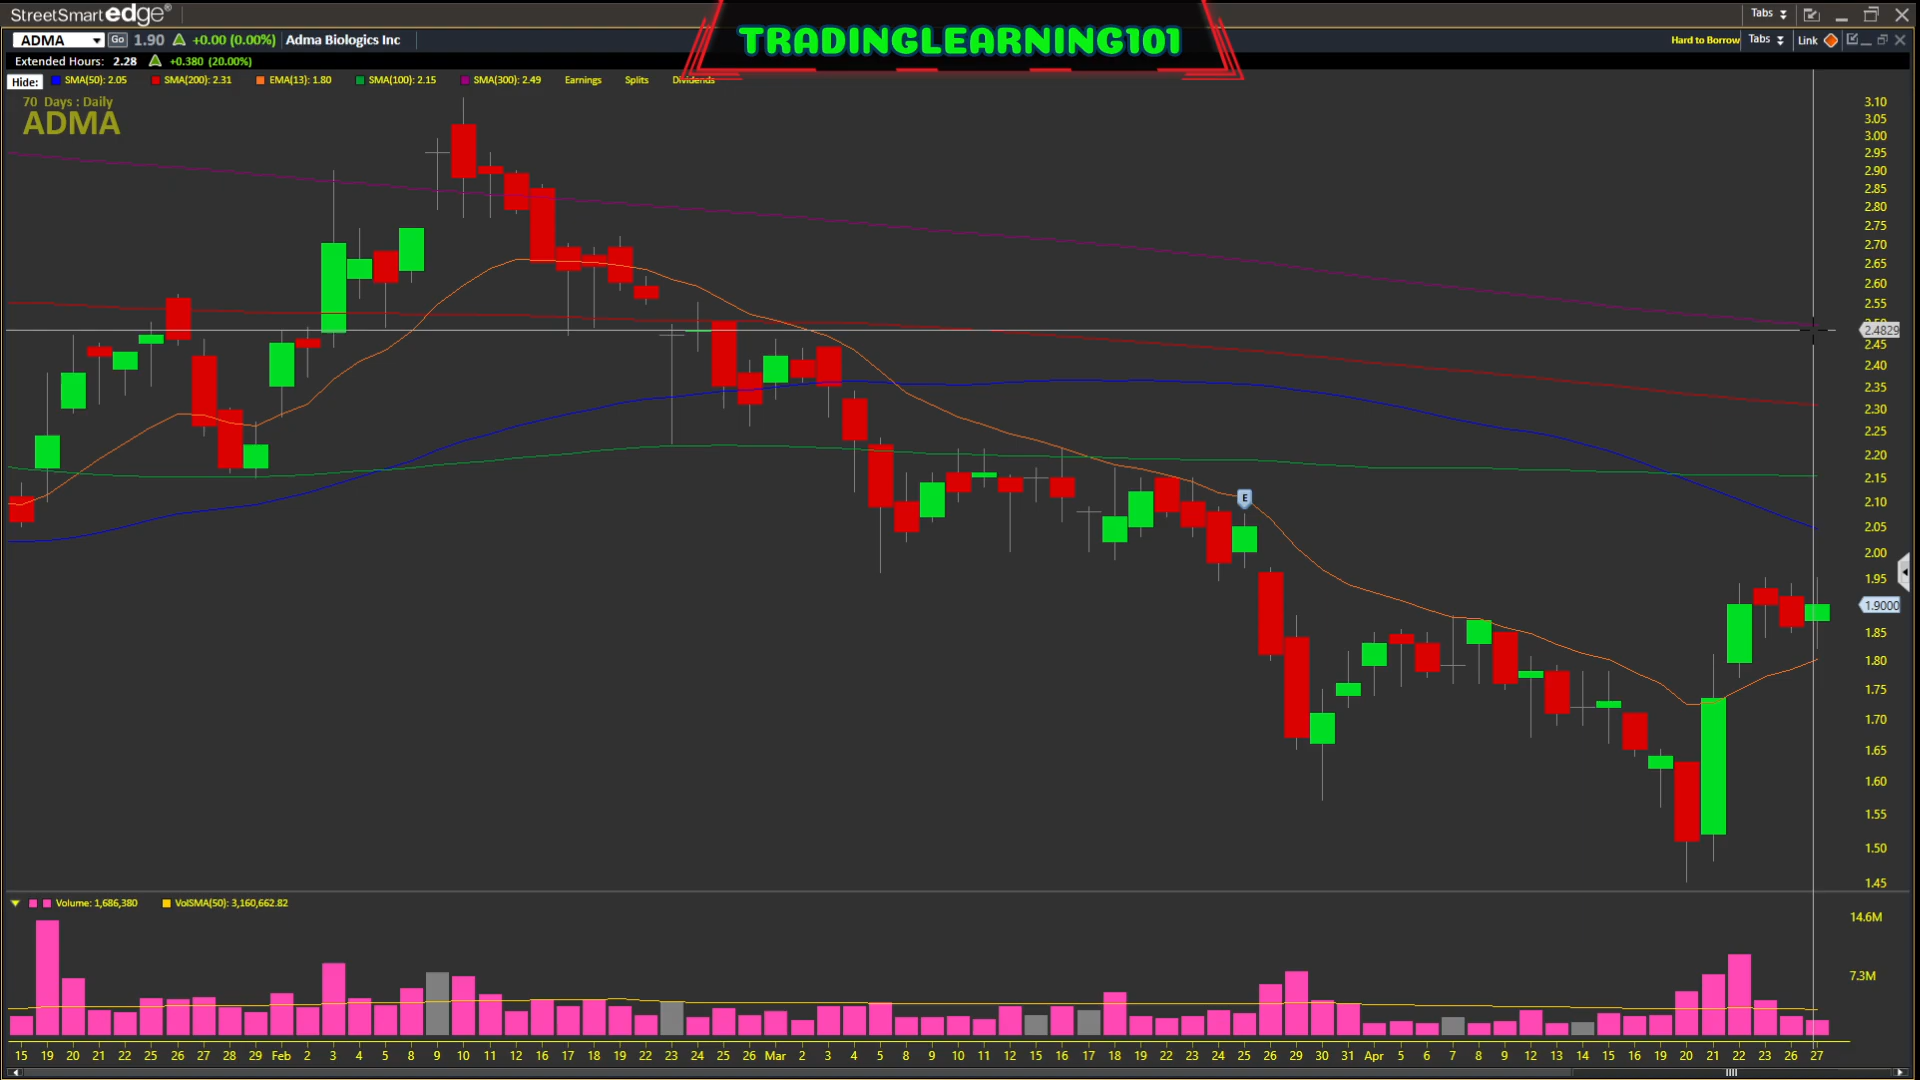 StreetSmart edge®
Tabs
TRADINGLEARNING101
ADMA Go 1.90 +0.00 (0.00%) Adma Biologics Inc
Hard to Borrow Tabs Link
Extended Hours: 2.28 +0.380 (20.00%)
Hide: SMA(50): 2.05 SMA(200): 2.31 EMA(13): 1.80 SMA(100): 2.15 SMA(300): 2.49 Earnings Splits Dividends
70 Days : Daily
ADMA
3.10
3.05
3.00
2.95
2.90
2.85
2.80
2.75
2.70
2.65
2.60
2.55
2.4829
2.45
2.40
2.35
2.30
2.25
2.20
2.15
2.10
2.05
2.00
1.95
1.9000
1.85
1.80
1.75
1.70
1.65
1.60
1.55
1.50
1.45
E
Volume: 1,686,380 VolSMA(50): 3,160,662.82
14.6M
7.3M
15 19 20 21 22 25 26 27 28 29 Feb 2 3 4 5 8 9 10 11 12 16 17 18 19 22 23 24 25 26 Mar 2 3 4 5 8 9 10 11 12 15 16 17 18 19 22 23 24 25 26 29 30 31 Apr 5 6 7 8 9 12 13 14 15 16 19 20 21 22 23 26 27